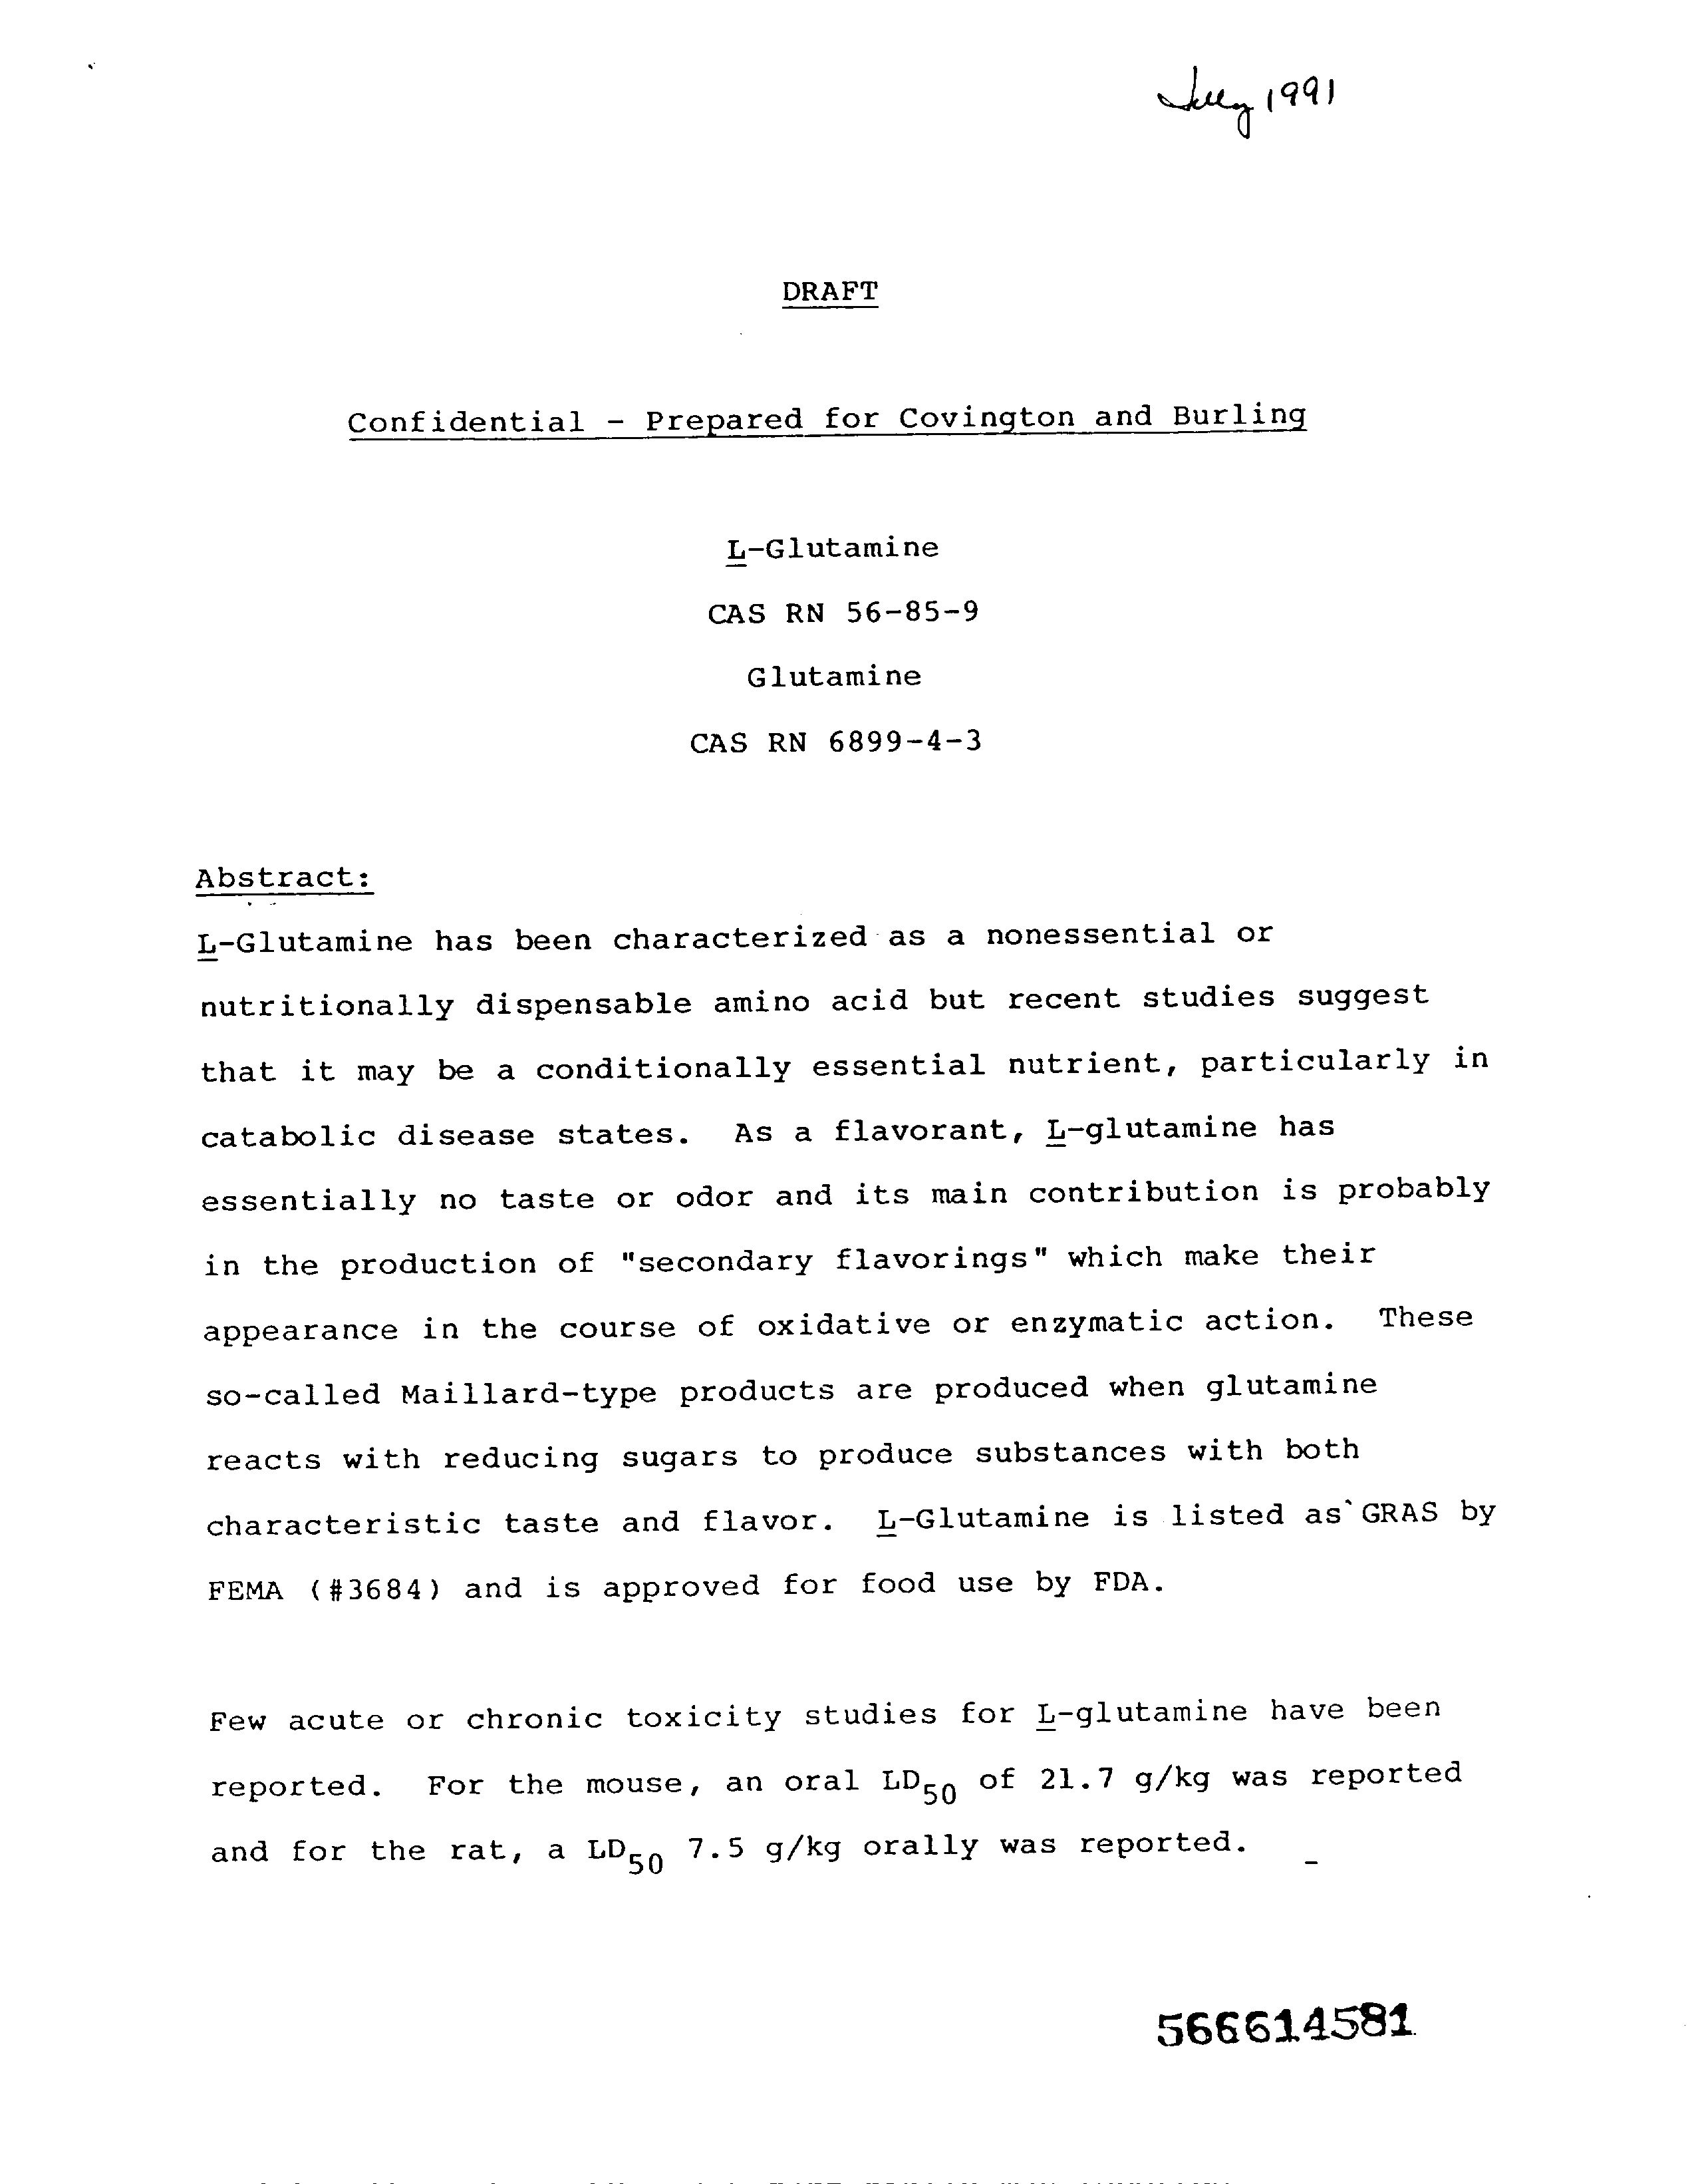 July 1991
DRAFT
Confidential - Prepared for Covington and Burling
L-Glutamine
CAS RN 56-85-9
Glutamine
CAS RN 6899-4-3
Abstract:
L-Glutamine has been characterized as a nonessential or
nutritionally dispensable amino acid but recent studies suggest
that it may be a conditionally essential nutrient, particularly in
catabolic disease states. As a flavorant, L-glutamine has
essentially no taste or odor and its main contribution is probably
in the production of "secondary flavorings" which make their
appearance in the course of oxidative or enzymatic action. These
so-called Maillard-type products are produced when glutamine
reacts with reducing sugars to produce substances with both
characteristic taste and flavor. L-Glutamine is listed as GRAS by
FEMA (#3684) and is approved for food use by FDA.
Few acute or chronic toxicity studies for L-glutamine have been
reported. For the mouse, an oral LD50 of 21.7 g/kg was reported
and for the rat, a LD50 7.5 g/kg orally was reported.
566614581